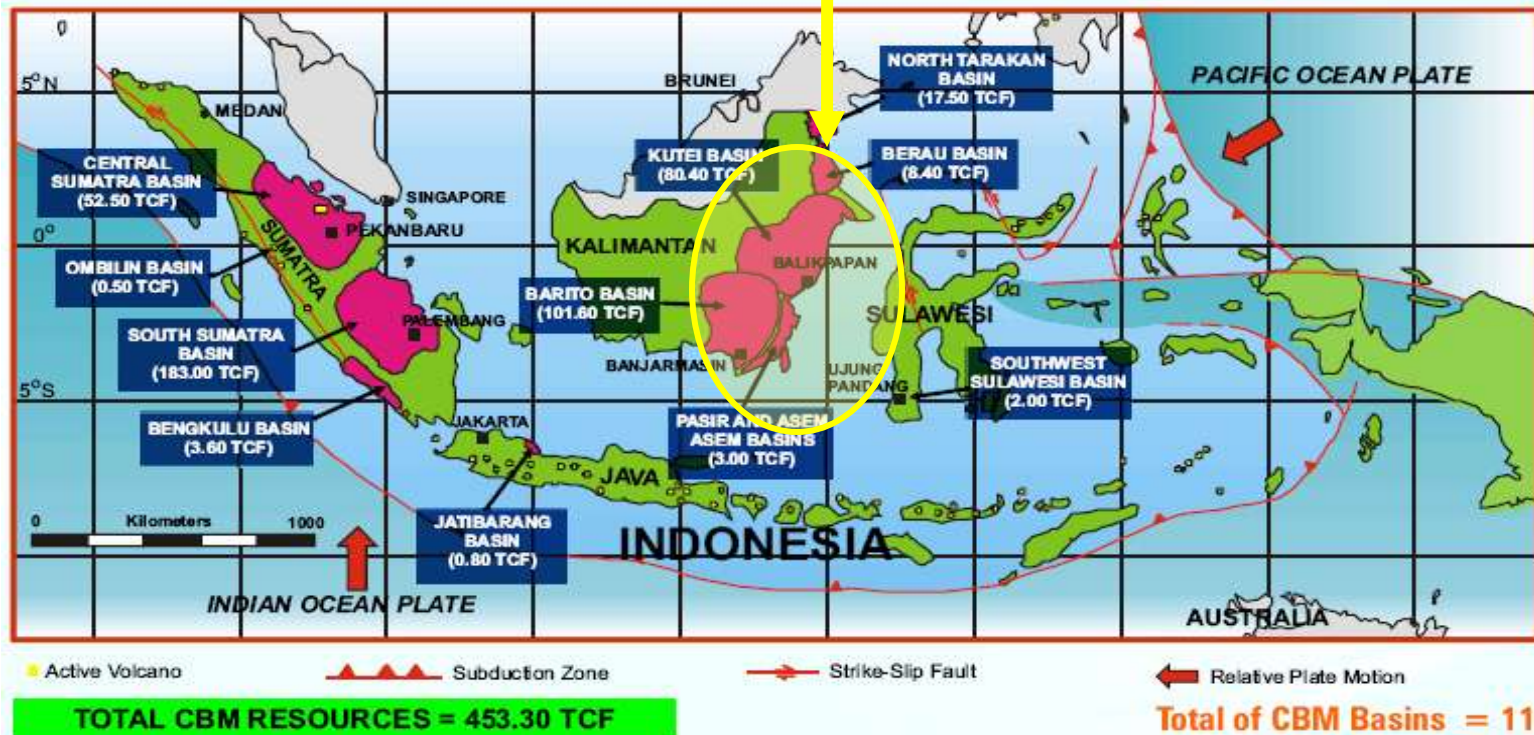 5°N
0°
5°S
MEDAN
CENTRAL
SUMATRA BASIN
(52.50 TCF)
SINGAPORE
PEKANBARU
SUMATRA
OMBILIN BASIN
(0.50 TCF)
PALEMBANG
SOUTH SUMATRA
BASIN
(183.00 TCF)
BENGKULU BASIN
(3.60 TCF)
JAKARTA
JAVA
JATIBARANG
BASIN
(0.80 TCF)
0 Kilometers 1000
INDIAN OCEAN PLATE
BRUNEI
NORTH TARAKAN
BASIN
(17.50 TCF)
KUTEI BASIN
(80.40 TCF)
BERAU BASIN
(8.40 TCF)
KALIMANTAN
BALIKPAPAN
BARITO BASIN
(101.60 TCF)
BANJARMASIN
PASIR AND ASEM
ASEM BASINS
(3.00 TCF)
SULAWESI
UJUNG
PANDANG
SOUTHWEST
SULAWESI BASIN
(2.00 TCF)
PACIFIC OCEAN PLATE
INDONESIA
AUSTRALIA
Active Volcano
Subduction Zone
Strike-Slip Fault
Relative Plate Motion
TOTAL CBM RESOURCES = 453.30 TCF
Total of CBM Basins = 11